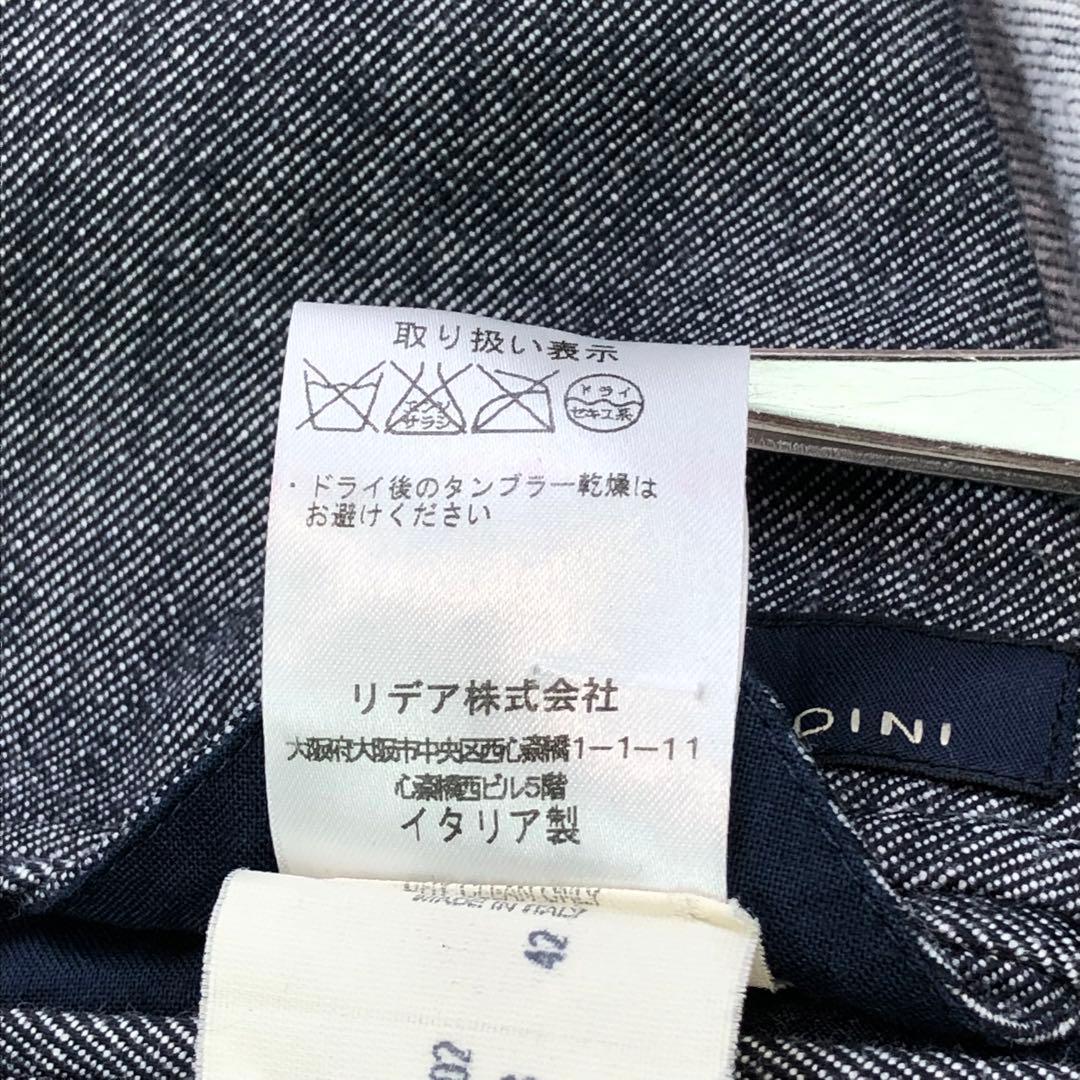 取り扱い表示
エンソ
サラシ
ドライ
セキユ系
・ドライ後のタンブラー乾燥は
お避けください
リデア株式会社
大阪府大阪市中央区西心斎橋1-1-11
心斎橋西ビル5階
イタリア製
DINI
DRY CLEAN ONLY
MADE IN ITALY
42
02